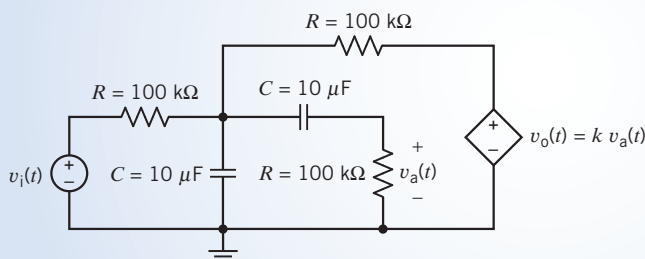 R = 100 kΩ
R = 100 kΩ
C = 10 μF
+
−
v_i(t)
C = 10 μF
R = 100 kΩ
+
v_a(t)
−
+
−
v_o(t) = k v_a(t)